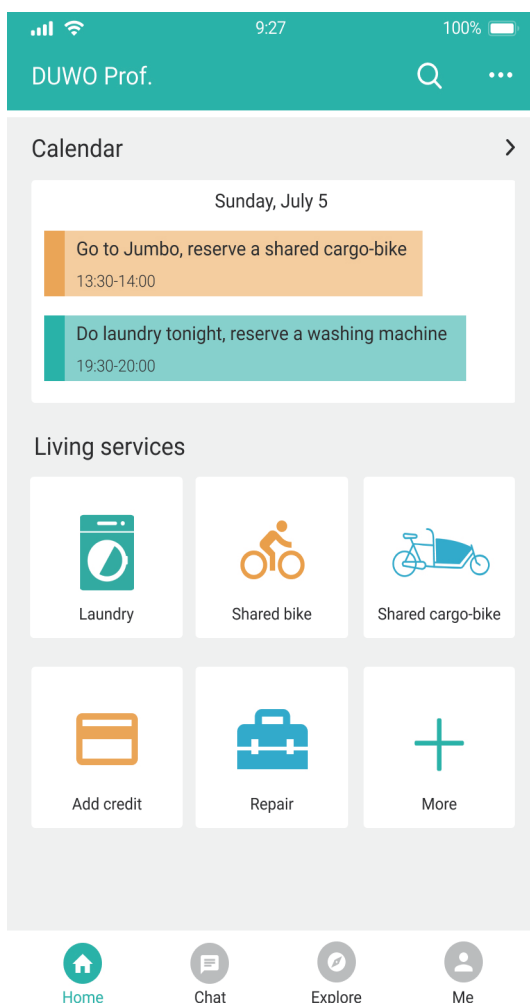 9:27
100%
DUWO Prof.
Calendar
Sunday, July 5
Go to Jumbo, reserve a shared cargo-bike
13:30-14:00
Do laundry tonight, reserve a washing machine
19:30-20:00
Living services
Laundry
Shared bike
Shared cargo-bike
Add credit
Repair
More
Home
Chat
Explore
Me